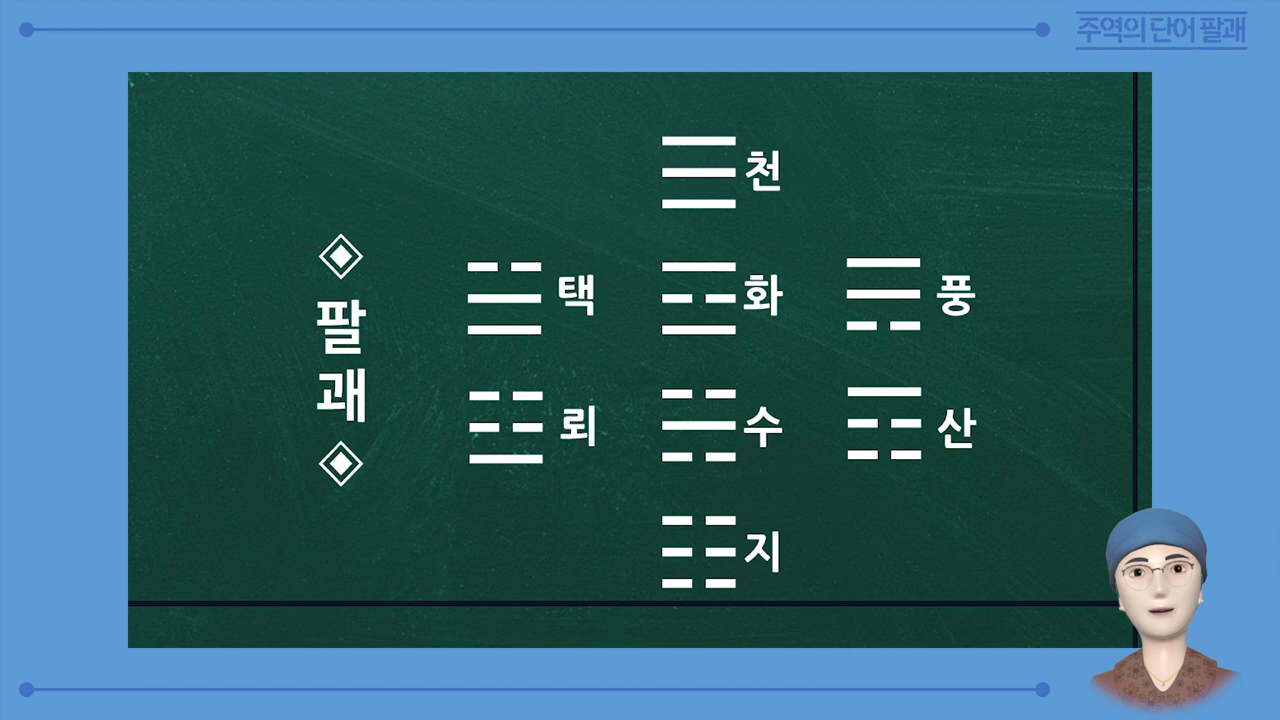 주역의 단어 팔괘
팔
괘
천
택 화 풍
뢰 수 산
지